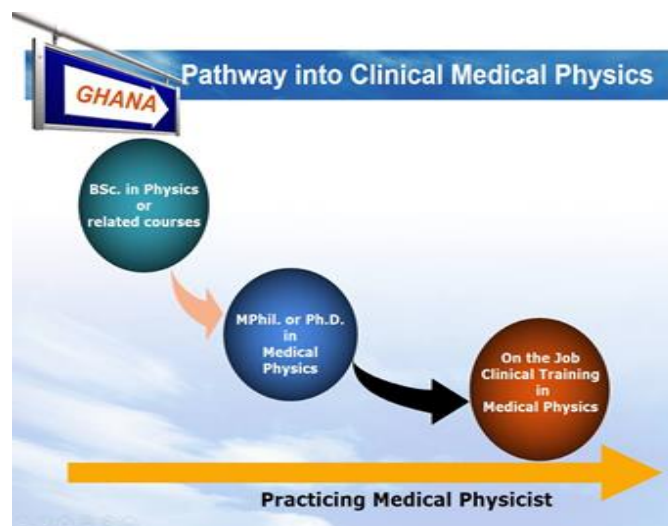 GHANA
Pathway into Clinical Medical Physics
BSc. in Physics
or
related courses
MPhil. or Ph.D.
in
Medical
Physics
On the Job
Clinical Training
in
Medical Physics
Practicing Medical Physicist